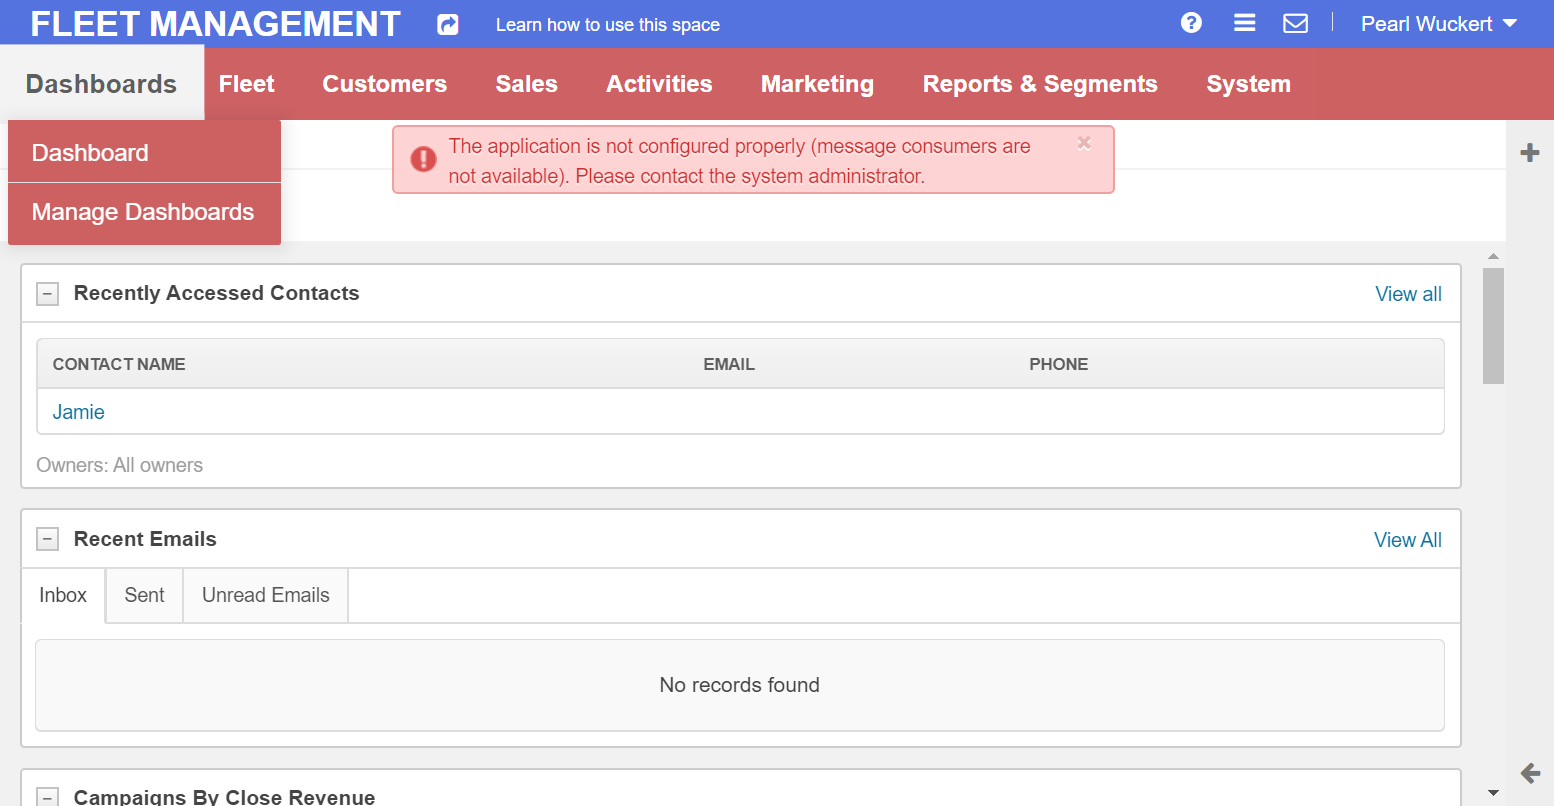 FLEET MANAGEMENT
Learn how to use this space
Pearl Wuckert
Dashboards
Fleet
Customers
Sales
Activities
Marketing
Reports & Segments
System
Dashboard
Manage Dashboards
The application is not configured properly (message consumers are
not available). Please contact the system administrator.
Recently Accessed Contacts
View all
CONTACT NAME
EMAIL
PHONE
Jamie
Owners: All owners
Recent Emails
View All
Inbox
Sent
Unread Emails
No records found
Campaigns By Close Revenue